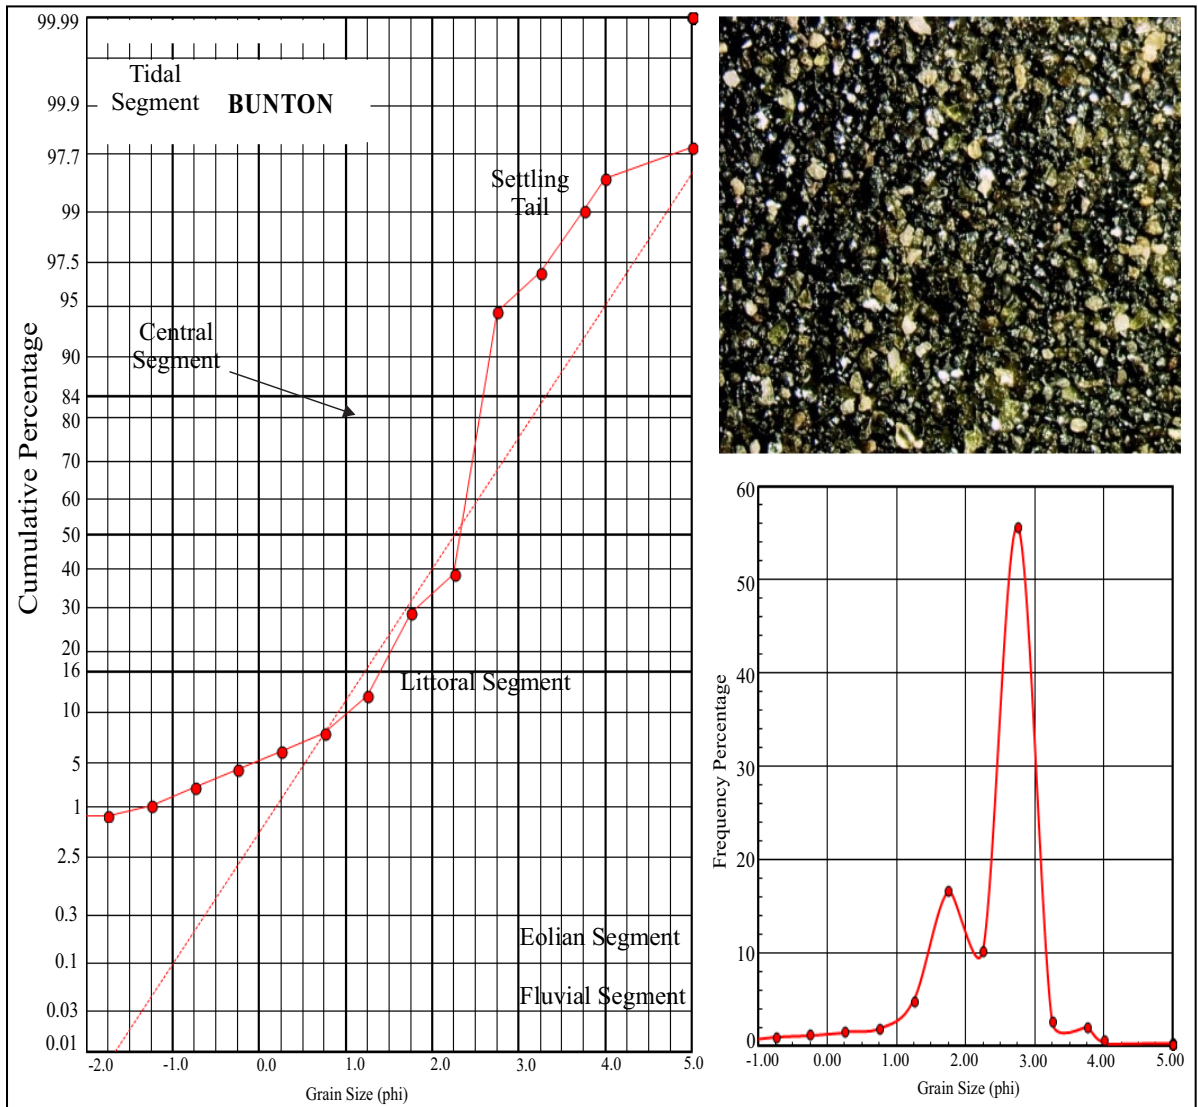 99.99
99.9
97.7
99
97.5
95
90
84
80
70
60
50
40
30
20
16
10
5
1
2.5
0.3
0.1
0.03
0.01
Cumulative Percentage
Tidal
Segment
BUNTON
Settling
Tail
Central
Segment
Littoral Segment
Eolian Segment
Fluvial Segment
-2.0 -1.0 0.0 1.0 2.0 3.0 4.0 5.0
Grain Size (phi)
60
50
40
30
20
10
0
Frequency Percentage
-1.0 0.00 1.00 2.00 3.00 4.00 5.00
Grain Size (phi)